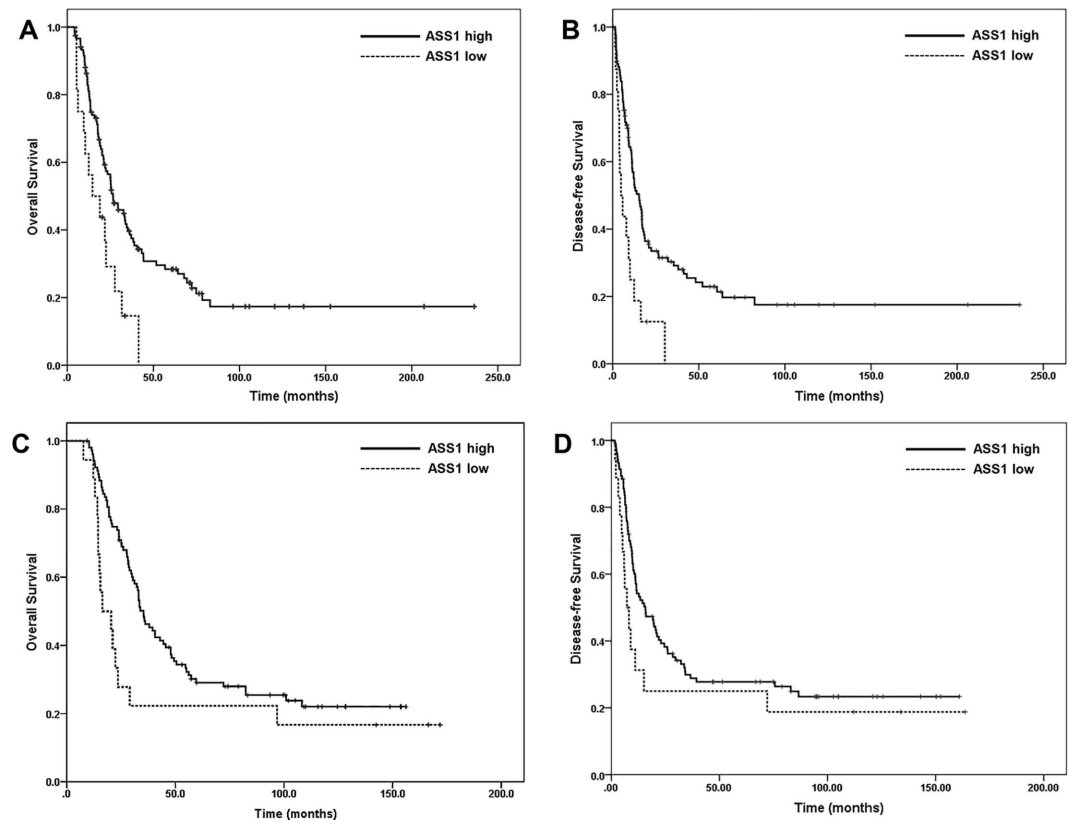 A
ASS1 high
ASS1 low
Overall Survival
1.0
0.8
0.6
0.4
0.2
0.0
.0
50.0
100.0
150.0
200.0
250.0
Time (months)
B
ASS1 high
ASS1 low
Disease-free Survival
1.0
0.8
0.6
0.4
0.2
0.0
.0
50.0
100.0
150.0
200.0
250.0
Time (months)
C
ASS1 high
ASS1 low
Overall Survival
1.0
0.8
0.6
0.4
0.2
0.0
.0
50.0
100.0
150.0
200.0
Time (months)
D
ASS1 high
ASS1 low
Disease-free Survival
1.0
0.8
0.6
0.4
0.2
0.0
.00
50.00
100.00
150.00
200.00
Time (months)